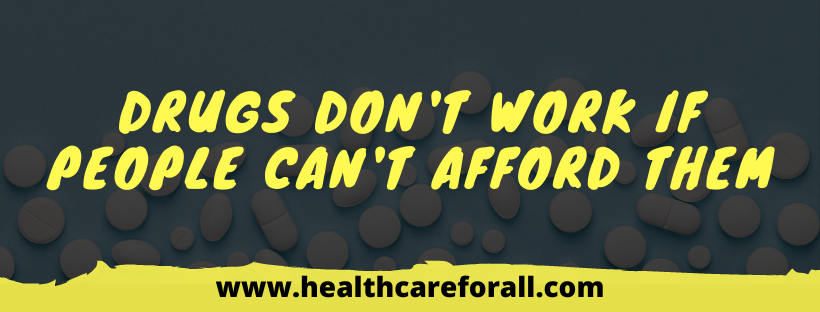 DRUGS DON'T WORK IF
PEOPLE CAN'T AFFORD THEM
www.healthcareforall.com